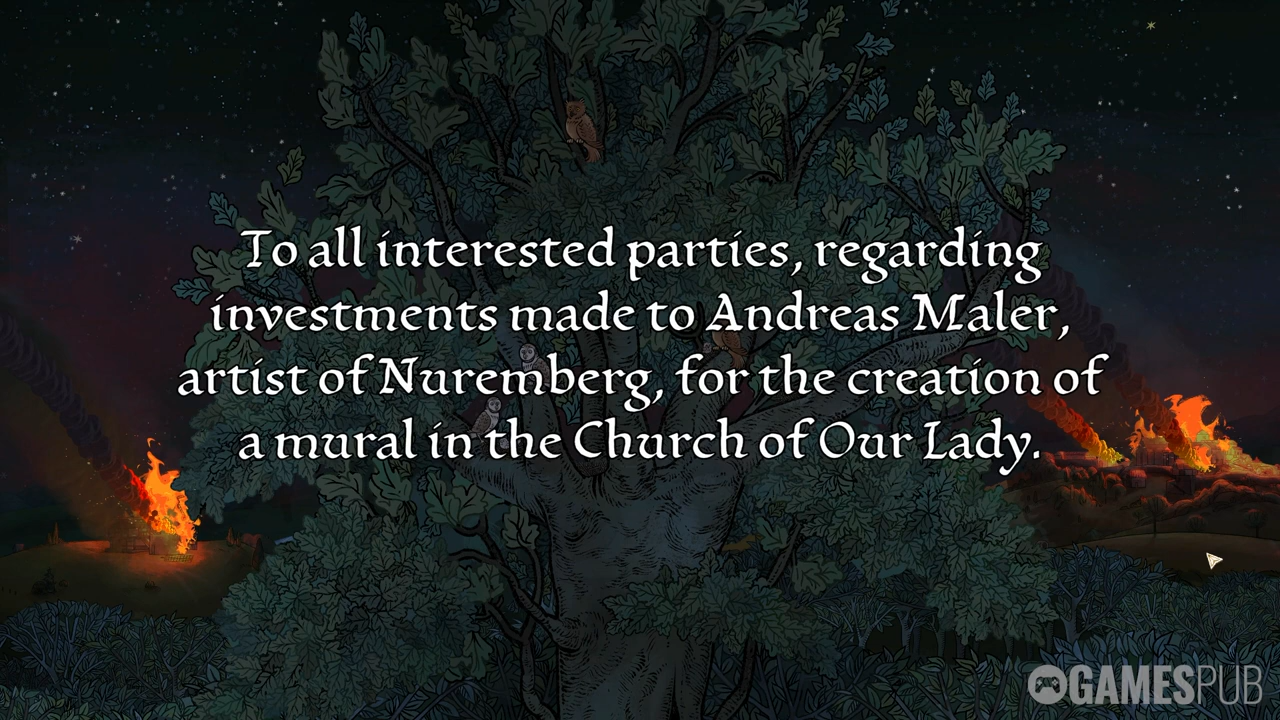 To all interested parties, regarding
investments made to Andreas Maler,
artist of Nuremberg, for the creation of
a mural in the Church of Our Lady.
GAMESPUB